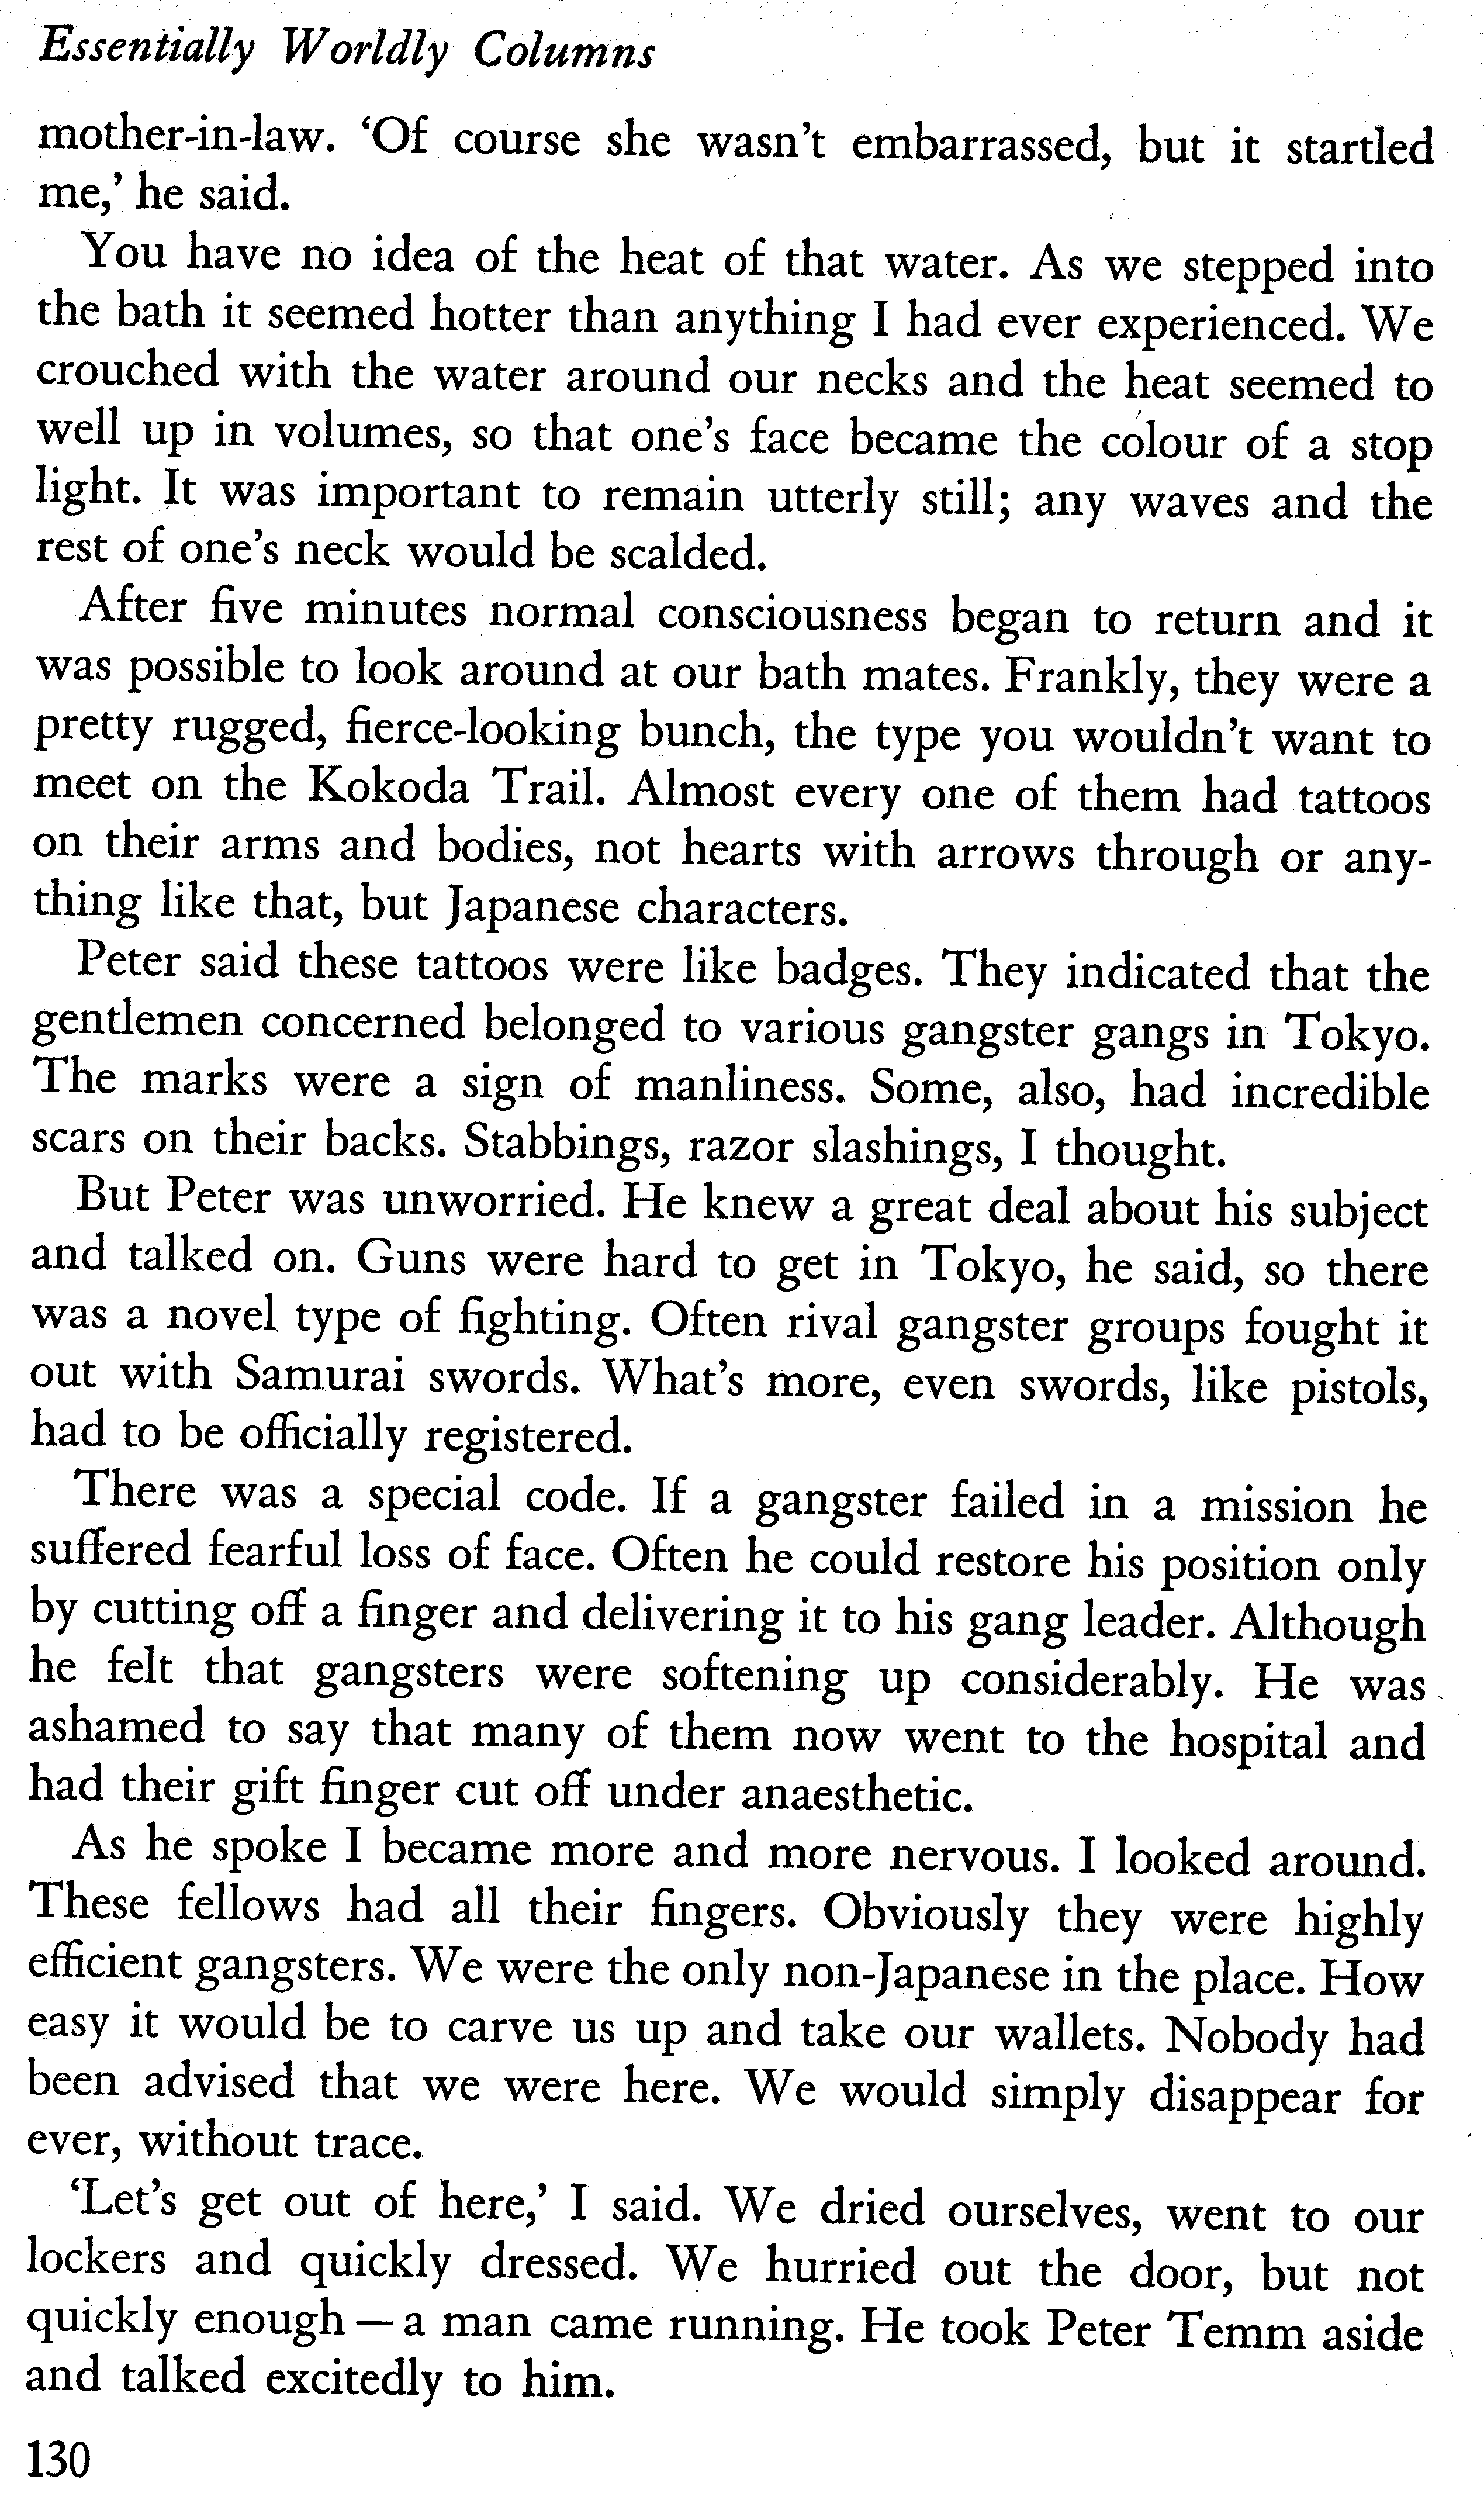 Essentially Worldly Columns
mother-in-law. ‘Of course she wasn’t embarrassed, but it startled
me,’ he said.
You have no idea of the heat of that water. As we stepped into
the bath it seemed hotter than anything I had ever experienced. We
crouched with the water around our necks and the heat seemed to
well up in volumes, so that one’s face became the colour of a stop
light. It was important to remain utterly still; any waves and the
rest of one’s neck would be scalded.
After five minutes normal consciousness began to return and it
was possible to look around at our bath mates. Frankly, they were a
pretty rugged, fierce-looking bunch, the type you wouldn’t want to
meet on the Kokoda Trail. Almost every one of them had tattoos
on their arms and bodies, not hearts with arrows through or any-
thing like that, but Japanese characters.
Peter said these tattoos were like badges. They indicated that the
gentlemen concerned belonged to various gangster gangs in Tokyo.
The marks were a sign of manliness. Some, also, had incredible
scars on their backs. Stabbings, razor slashings, I thought.
But Peter was unworried. He knew a great deal about his subject
and talked on. Guns were hard to get in Tokyo, he said, so there
was a novel type of fighting. Often rival gangster groups fought it
out with Samurai swords. What’s more, even swords, like pistols,
had to be officially registered.
There was a special code. If a gangster failed in a mission he
suffered fearful loss of face. Often he could restore his position only
by cutting off a finger and delivering it to his gang leader. Although
he felt that gangsters were softening up considerably. He was
ashamed to say that many of them now went to the hospital and
had their gift finger cut off under anaesthetic.
As he spoke I became more and more nervous. I looked around.
These fellows had all their fingers. Obviously they were highly
efficient gangsters. We were the only non-Japanese in the place. How
easy it would be to carve us up and take our wallets. Nobody had
been advised that we were here. We would simply disappear for
ever, without trace.
‘Let’s get out of here,’ I said. We dried ourselves, went to our
lockers and quickly dressed. We hurried out the door, but not
quickly enough — a man came running. He took Peter Temm aside
and talked excitedly to him.
130